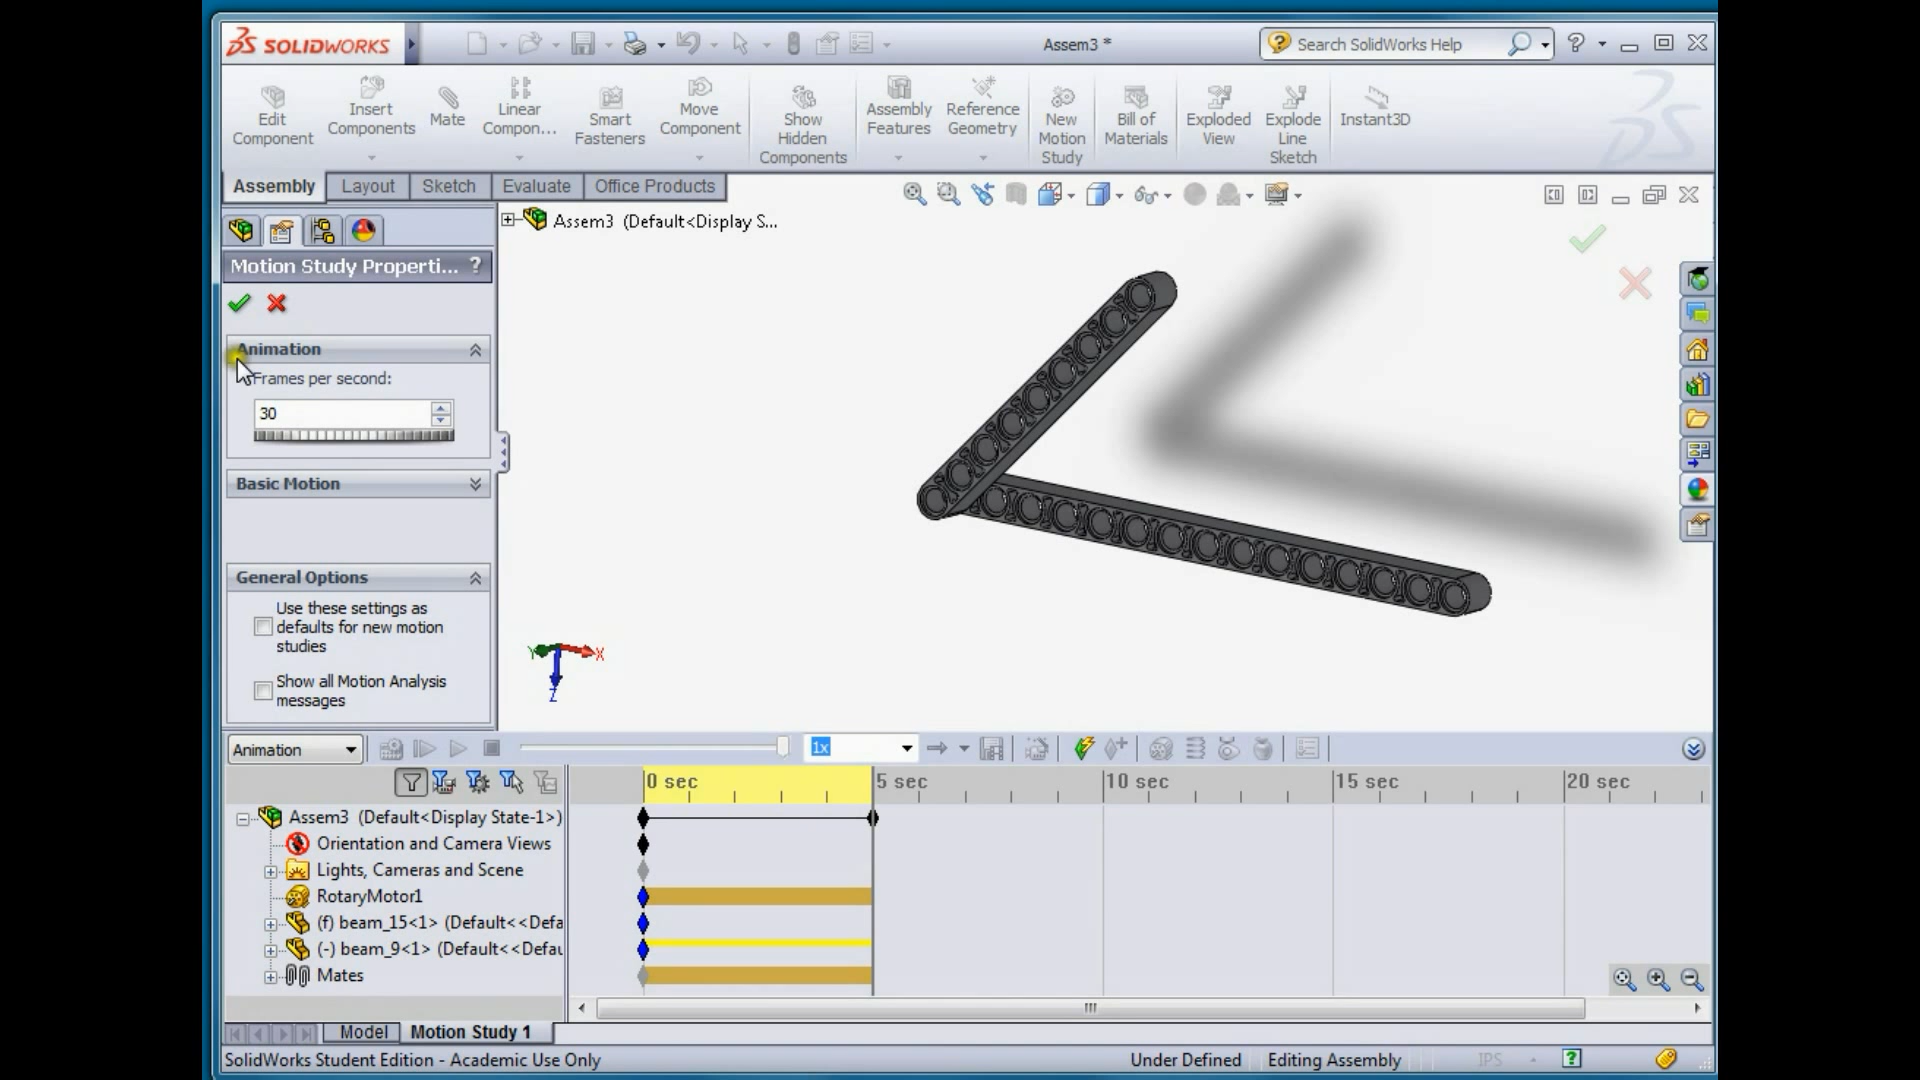 SOLIDWORKS
Assem3 *
Search SolidWorks Help
Edit Component
Insert Components
Mate
Linear Compon...
Smart Fasteners
Move Component
Show Hidden Components
Assembly Features
Reference Geometry
New Motion Study
Bill of Materials
Exploded View
Explode Line Sketch
Instant3D
Assembly
Layout
Sketch
Evaluate
Office Products
Assem3 (Default<Display S...
Motion Study Properti... ?
Animation
Frames per second:
30
Basic Motion
General Options
Use these settings as
defaults for new motion
studies
Show all Motion Analysis
messages
Y
X
Z
Animation
1x
0 sec
5 sec
10 sec
15 sec
20 sec
Assem3 (Default<Display State-1>)
Orientation and Camera Views
Lights, Cameras and Scene
RotaryMotor1
(f) beam_15<1> (Default<<Defa
(-) beam_9<1> (Default<<Defau
Mates
Model
Motion Study 1
SolidWorks Student Edition - Academic Use Only
Under Defined
Editing Assembly
IPS